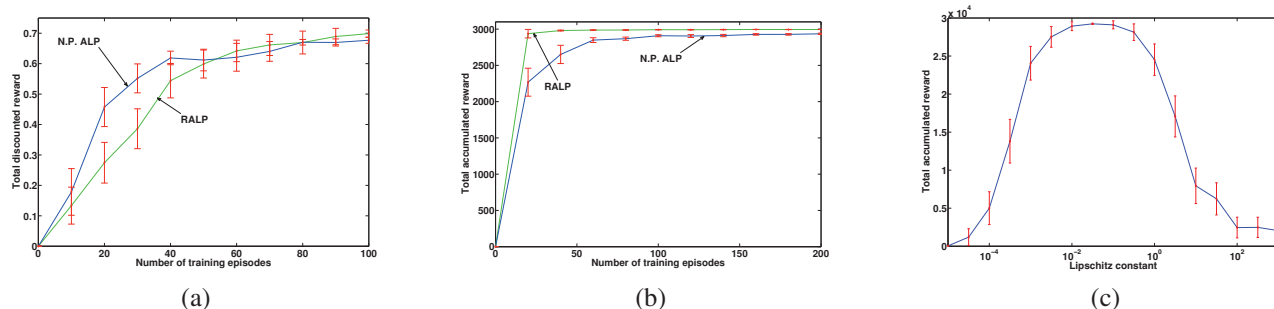 Total discounted reward
0.7
0.6
0.5
0.4
0.3
0.2
0.1
0
0
20
40
60
80
100
N.P. ALP
RALP
Number of training episodes
(a)
Total accumulated reward
3000
2500
2000
1500
1000
500
0
0
50
100
150
200
RALP
N.P. ALP
Number of training episodes
(b)
x 10^4
Total accumulated reward
3
2.5
2
1.5
1
0.5
0
10^-4
10^-2
10^0
10^2
Lipschitz constant
(c)